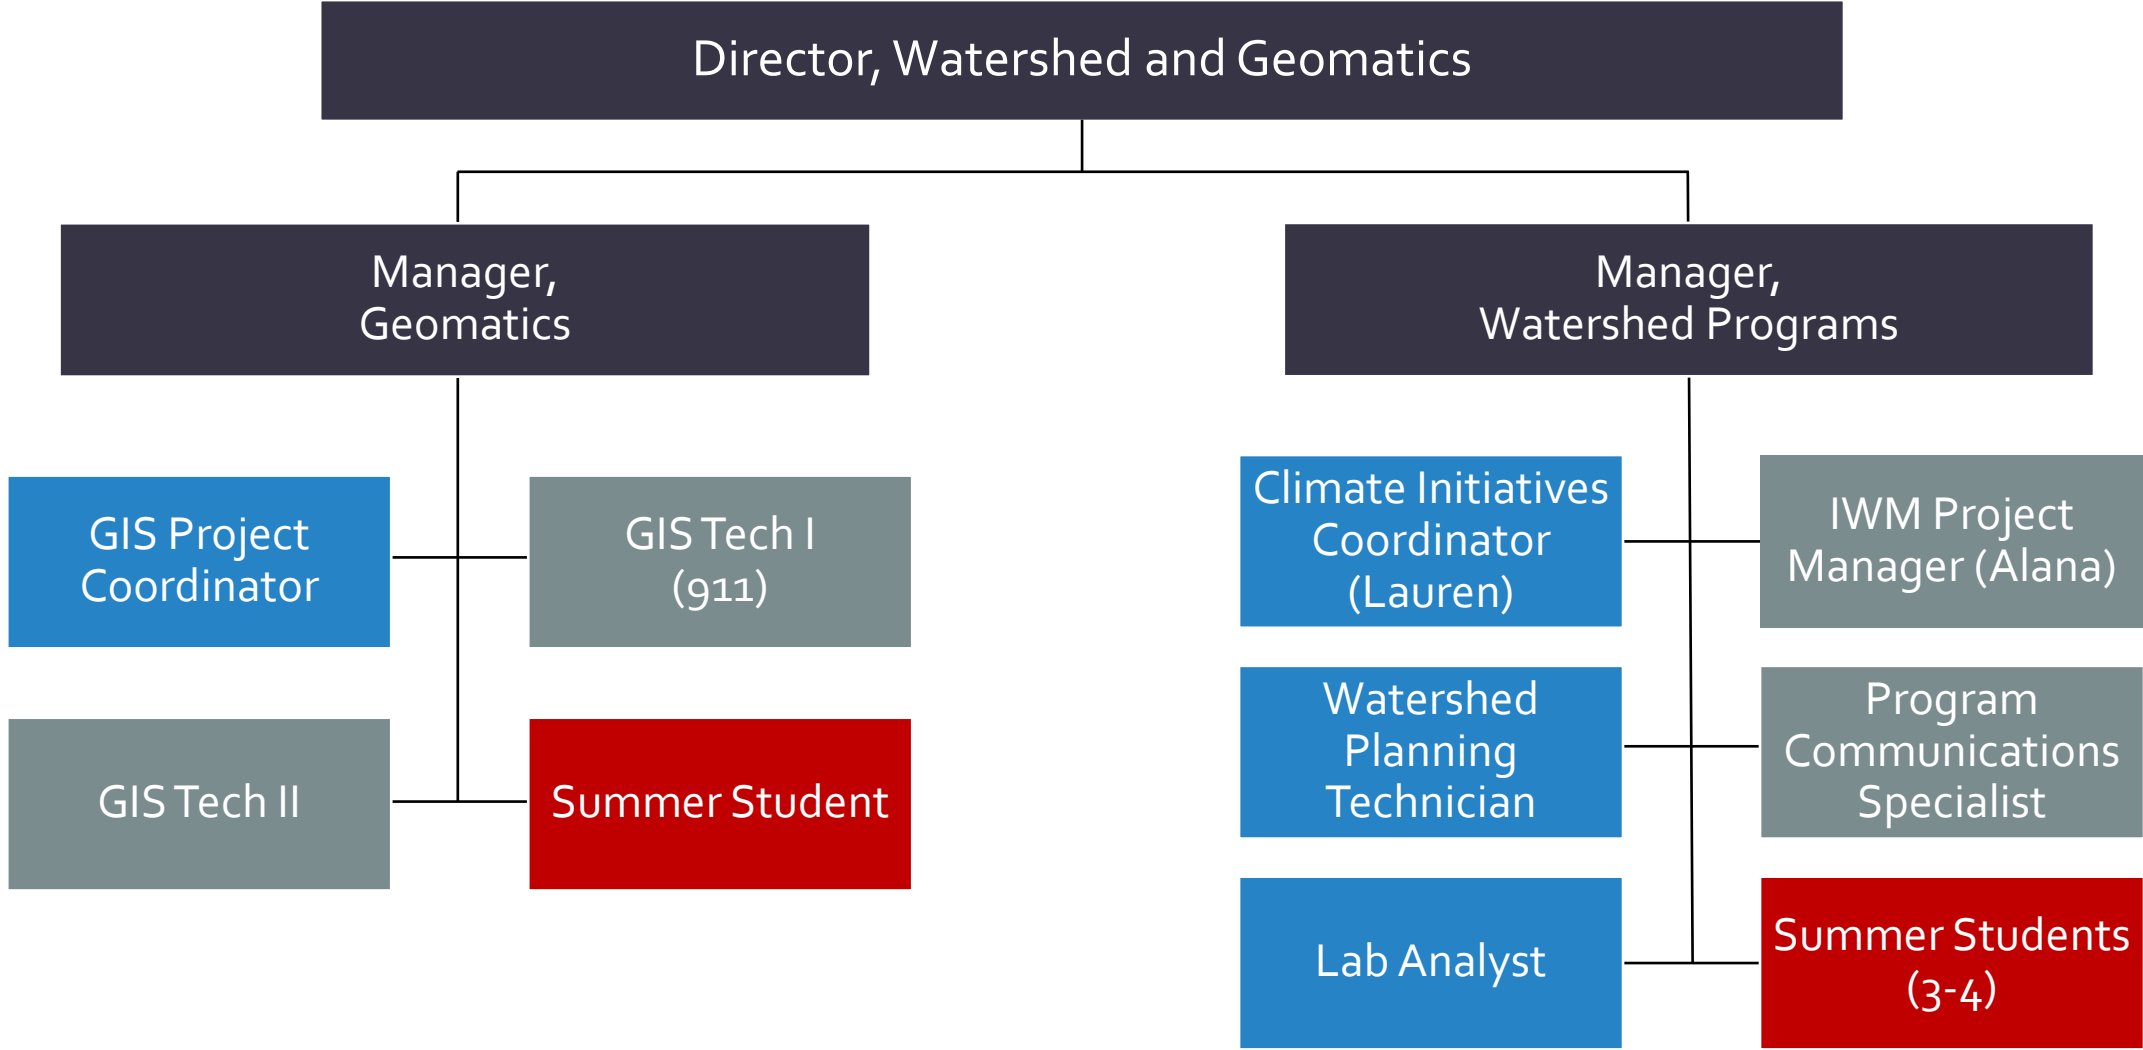 Director, Watershed and Geomatics
Manager,
Geomatics
Manager,
Watershed Programs
GIS Project
Coordinator
GIS Tech I
(911)
GIS Tech II
Summer Student
Climate Initiatives
Coordinator
(Lauren)
IWM Project
Manager (Alana)
Watershed
Planning
Technician
Program
Communications
Specialist
Lab Analyst
Summer Students
(3-4)